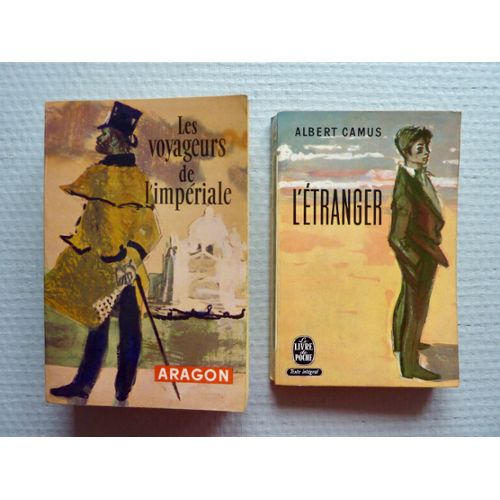 Les
voyageurs
de
l'impériale
ARAGON
ALBERT CAMUS
L'ÉTRANGER
Le
LIVRE
de
POCHE
Texte intégral